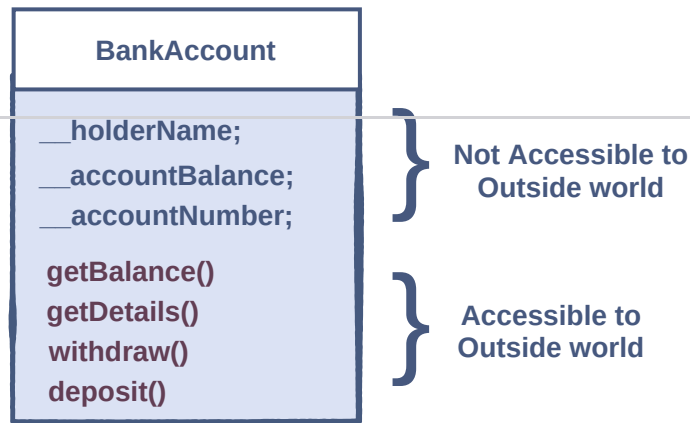 BankAccount
__holderName;
__accountBalance;
__accountNumber;
}
Not Accessible to
Outside world
getBalance()
getDetails()
withdraw()
deposit()
}
Accessible to
Outside world